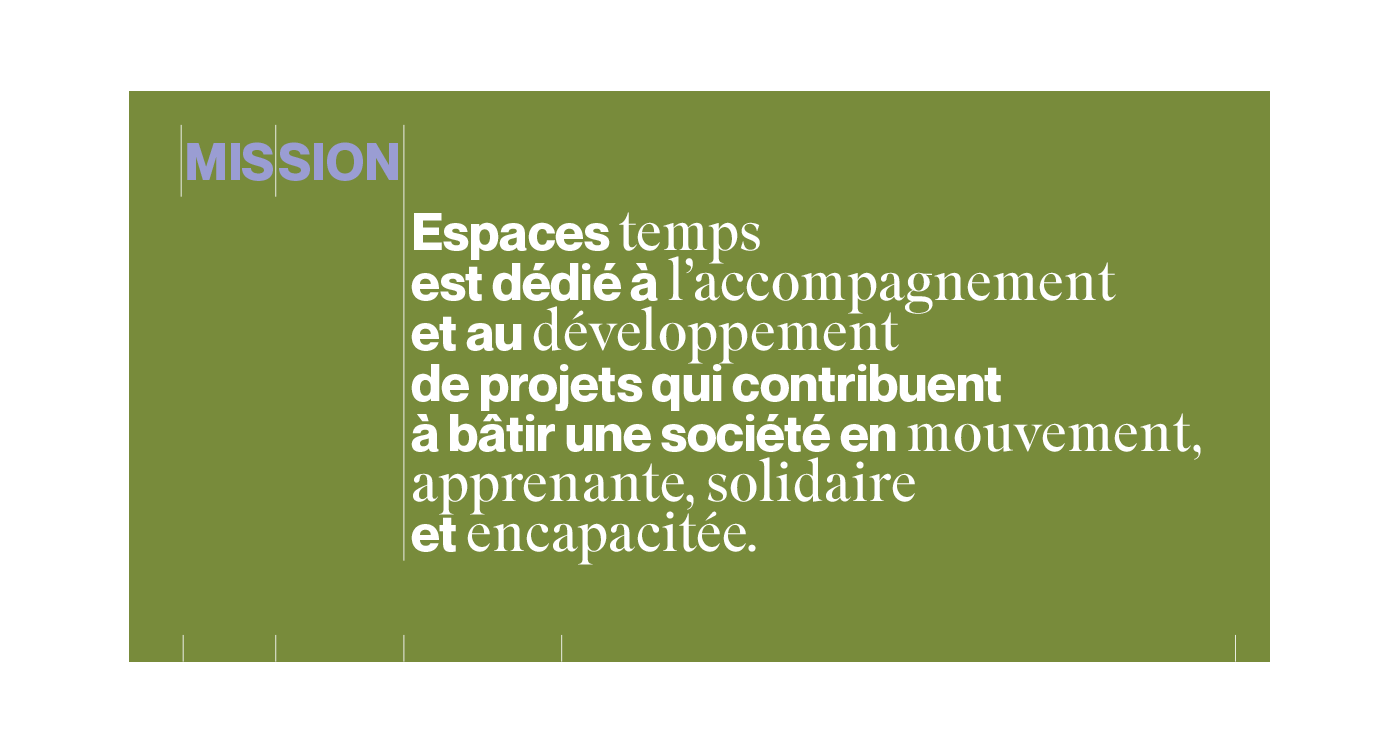 MISSION
Espaces temps
est dédié à l’accompagnement
et au développement
de projets qui contribuent
à bâtir une société en mouvement,
apprenante, solidaire
et encapacitée.